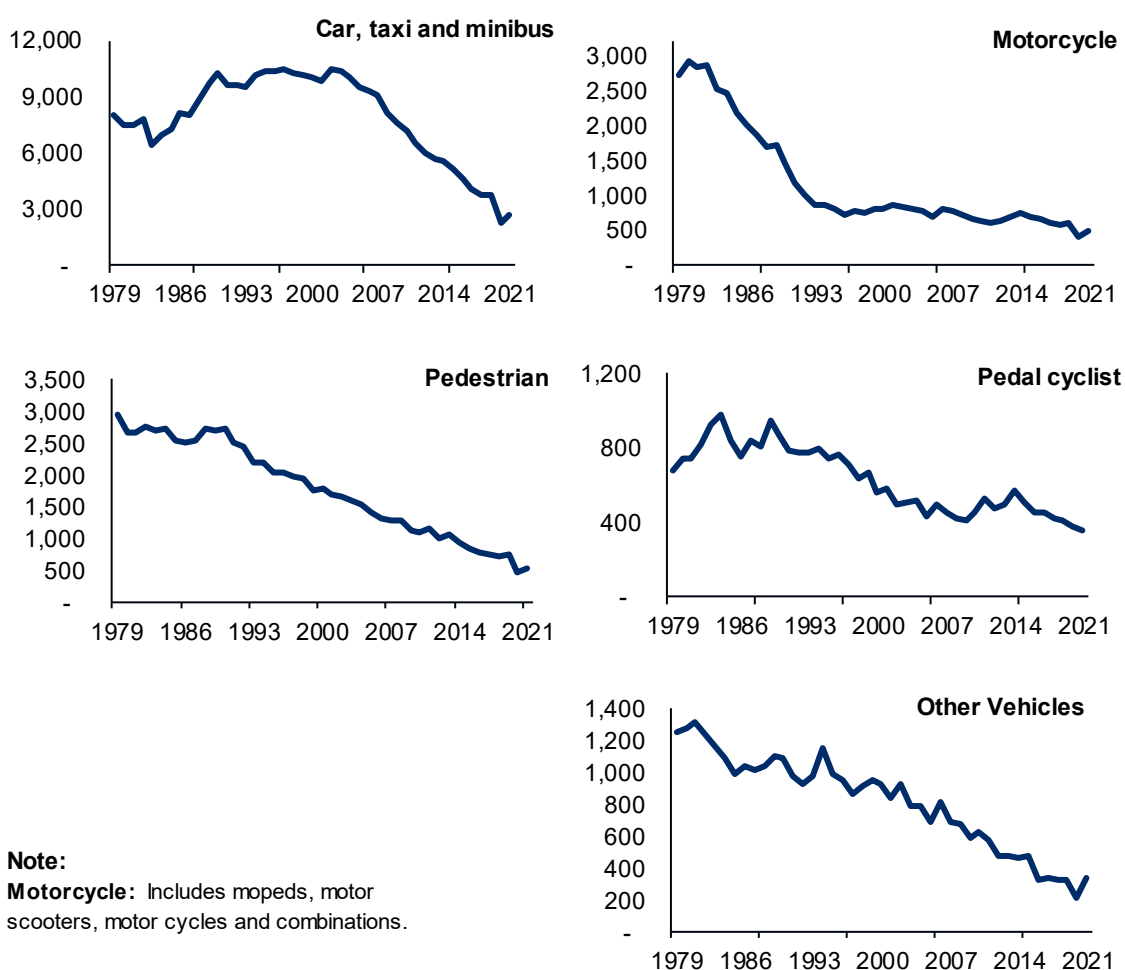 Car, taxi and minibus
12,000
9,000
6,000
3,000
-
1979 1986 1993 2000 2007 2014 2021
Motorcycle
3,000
2,500
2,000
1,500
1,000
500
-
1979 1986 1993 2000 2007 2014 2021
Pedestrian
3,500
3,000
2,500
2,000
1,500
1,000
500
-
1979 1986 1993 2000 2007 2014 2021
Pedal cyclist
1,200
800
400
-
1979 1986 1993 2000 2007 2014 2021
Other Vehicles
1,400
1,200
1,000
800
600
400
200
-
1979 1986 1993 2000 2007 2014 2021
Note:
Motorcycle: Includes mopeds, motor
scooters, motor cycles and combinations.